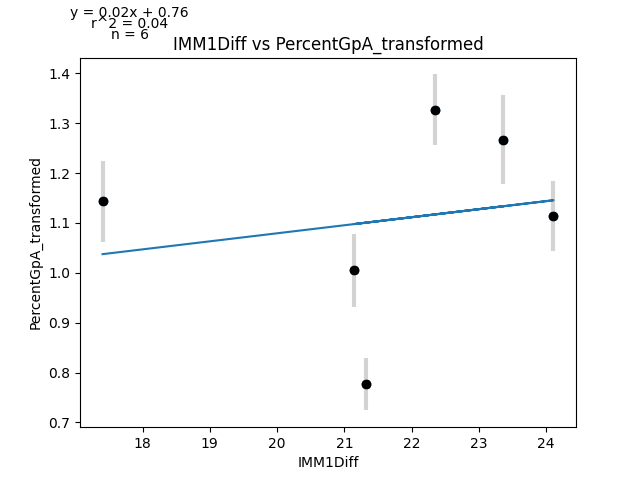 y = 0.02x + 0.76
r^2 = 0.04
n = 6
IMM1Diff vs PercentGpA_transformed
PercentGpA_transformed
1.4
1.3
1.2
1.1
1.0
0.9
0.8
0.7
18 19 20 21 22 23 24
IMM1Diff